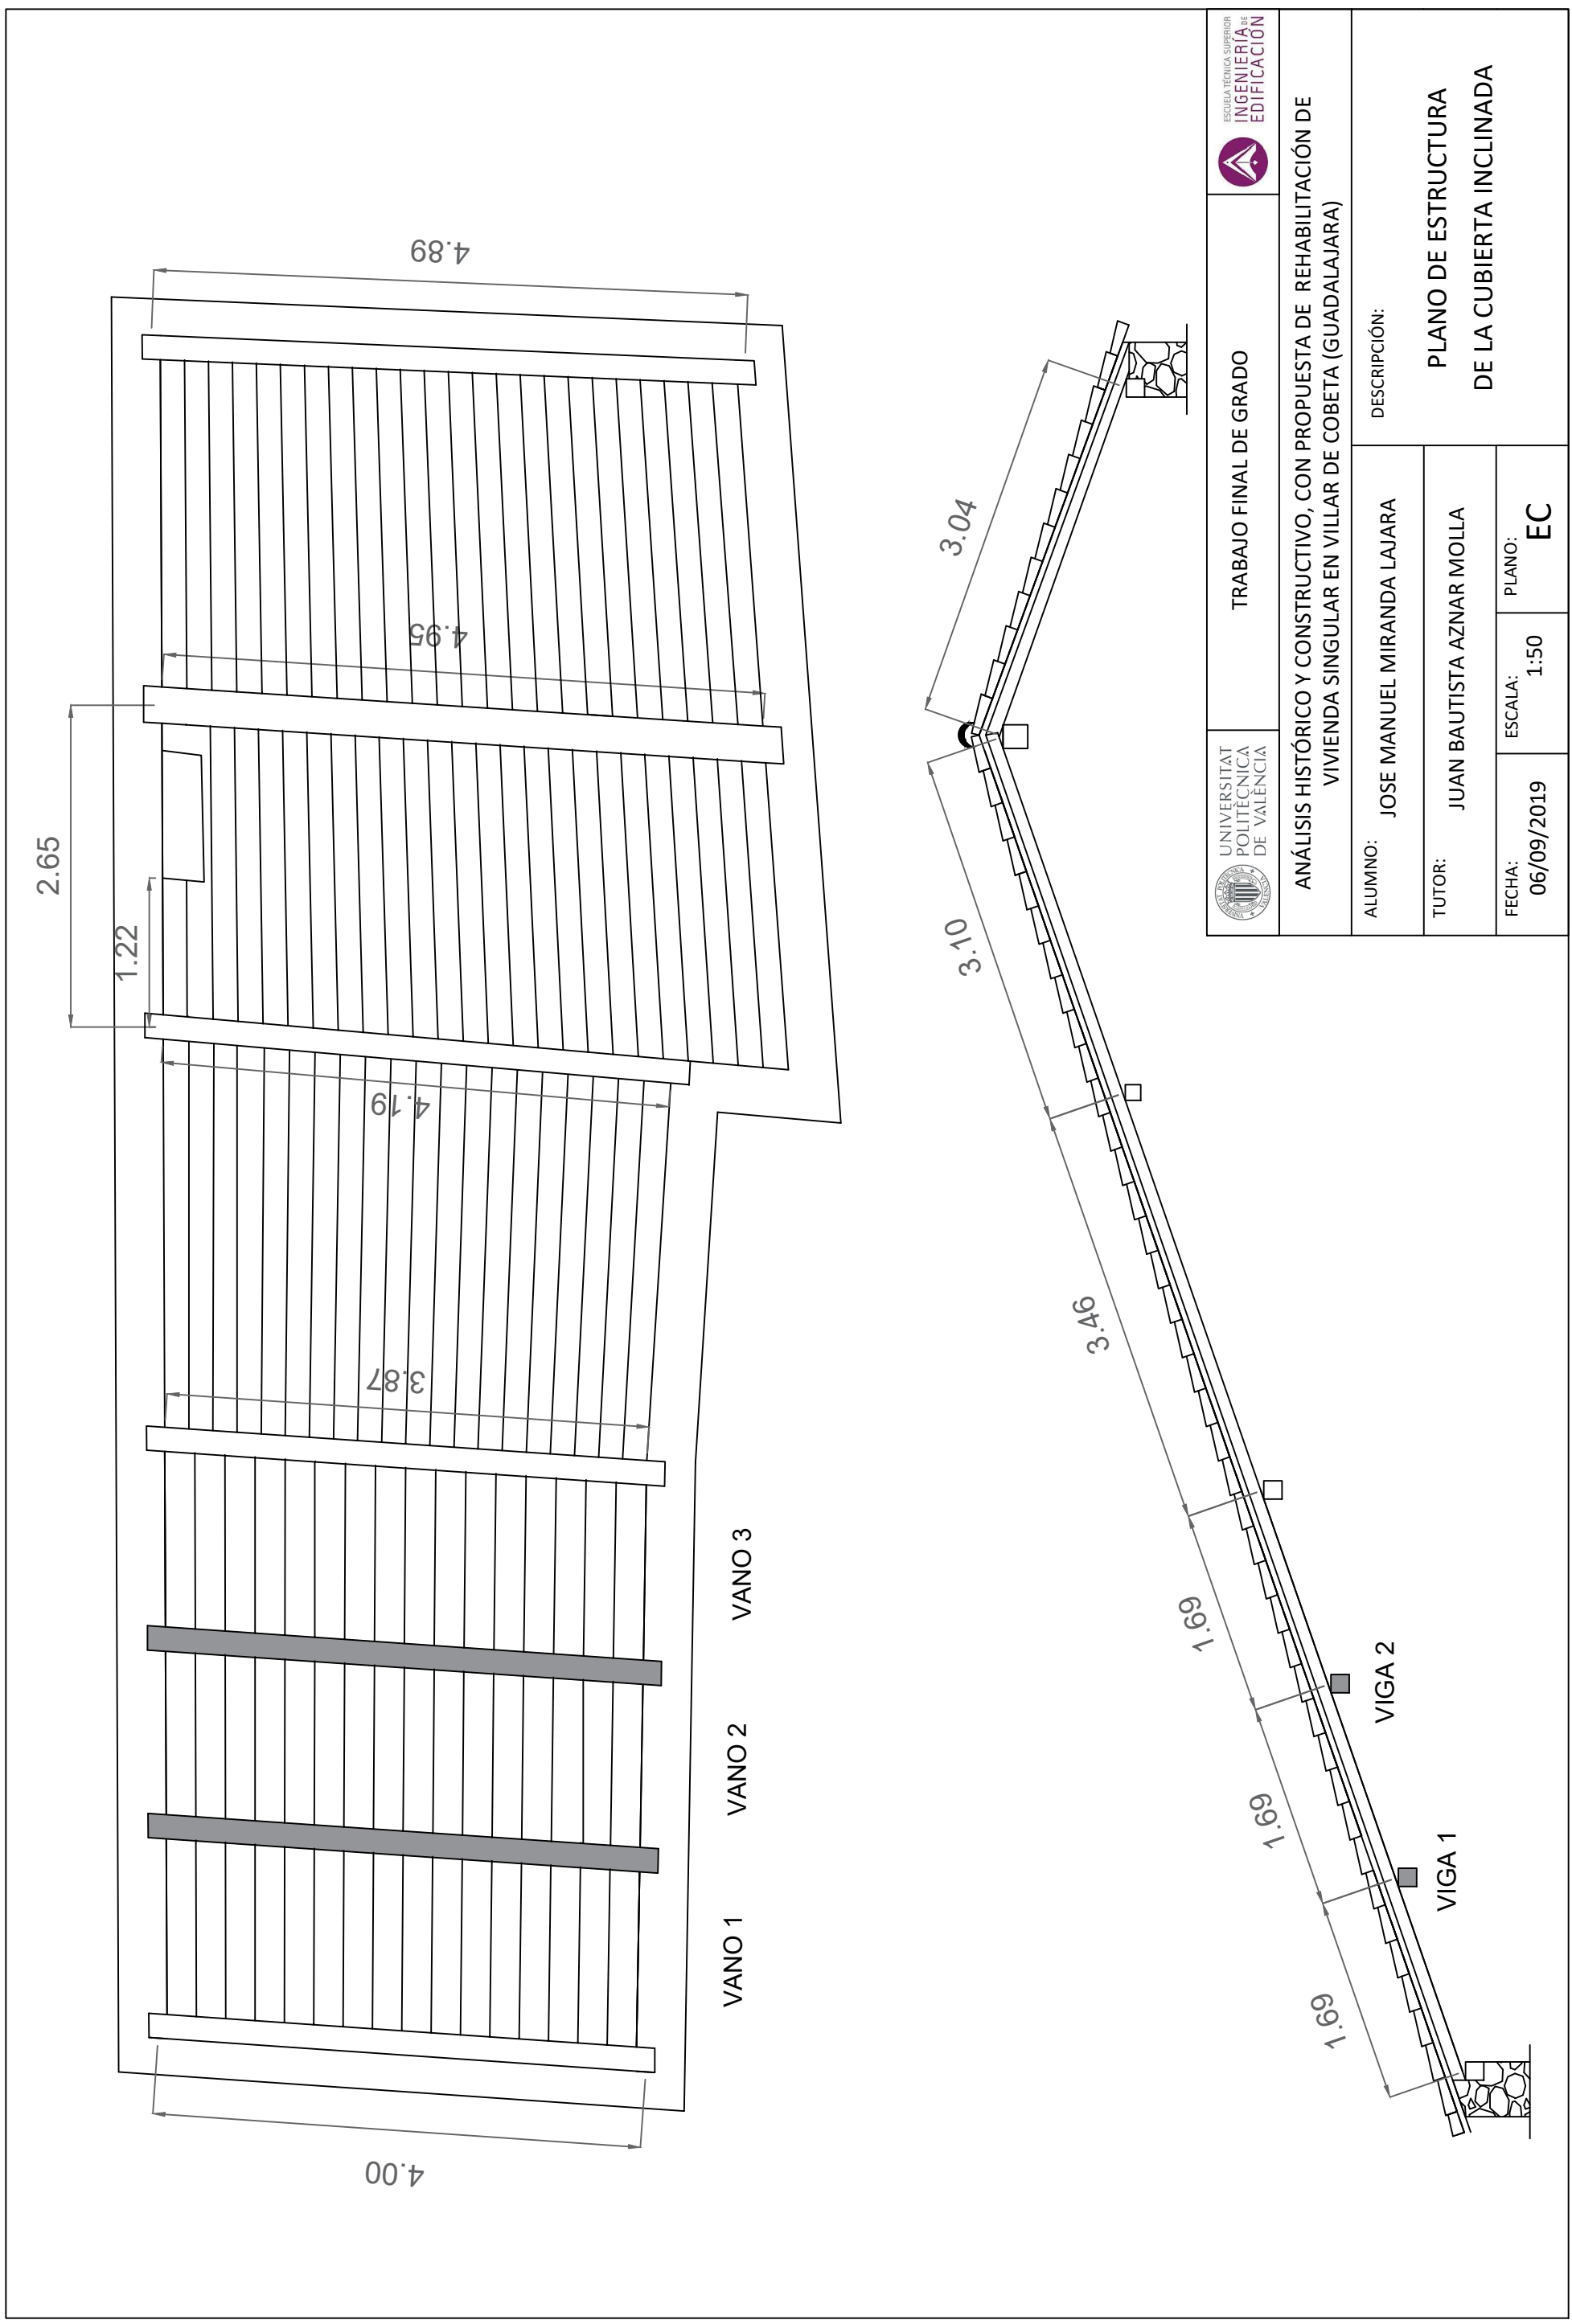 2.65
1.22
4.00
3.87
4.19
4.95
4.89
VANO 1
VANO 2
VANO 3
1.69
1.69
1.69
3.46
3.10
3.04
VIGA 1
VIGA 2
UNIVERSITAT
POLITÈCNICA
DE VALÈNCIA
TRABAJO FINAL DE GRADO
ESCUELA TÉCNICA SUPERIOR
INGENIERÍA DE
EDIFICACIÓN
ANÁLISIS HISTÓRICO Y CONSTRUCTIVO, CON PROPUESTA DE REHABILITACIÓN DE
VIVIENDA SINGULAR EN VILLAR DE COBETA (GUADALAJARA)
ALUMNO:
JOSE MANUEL MIRANDA LAJARA
TUTOR:
JUAN BAUTISTA AZNAR MOLLA
FECHA:
06/09/2019
ESCALA:
1:50
PLANO:
EC
DESCRIPCIÓN:
PLANO DE ESTRUCTURA
DE LA CUBIERTA INCLINADA